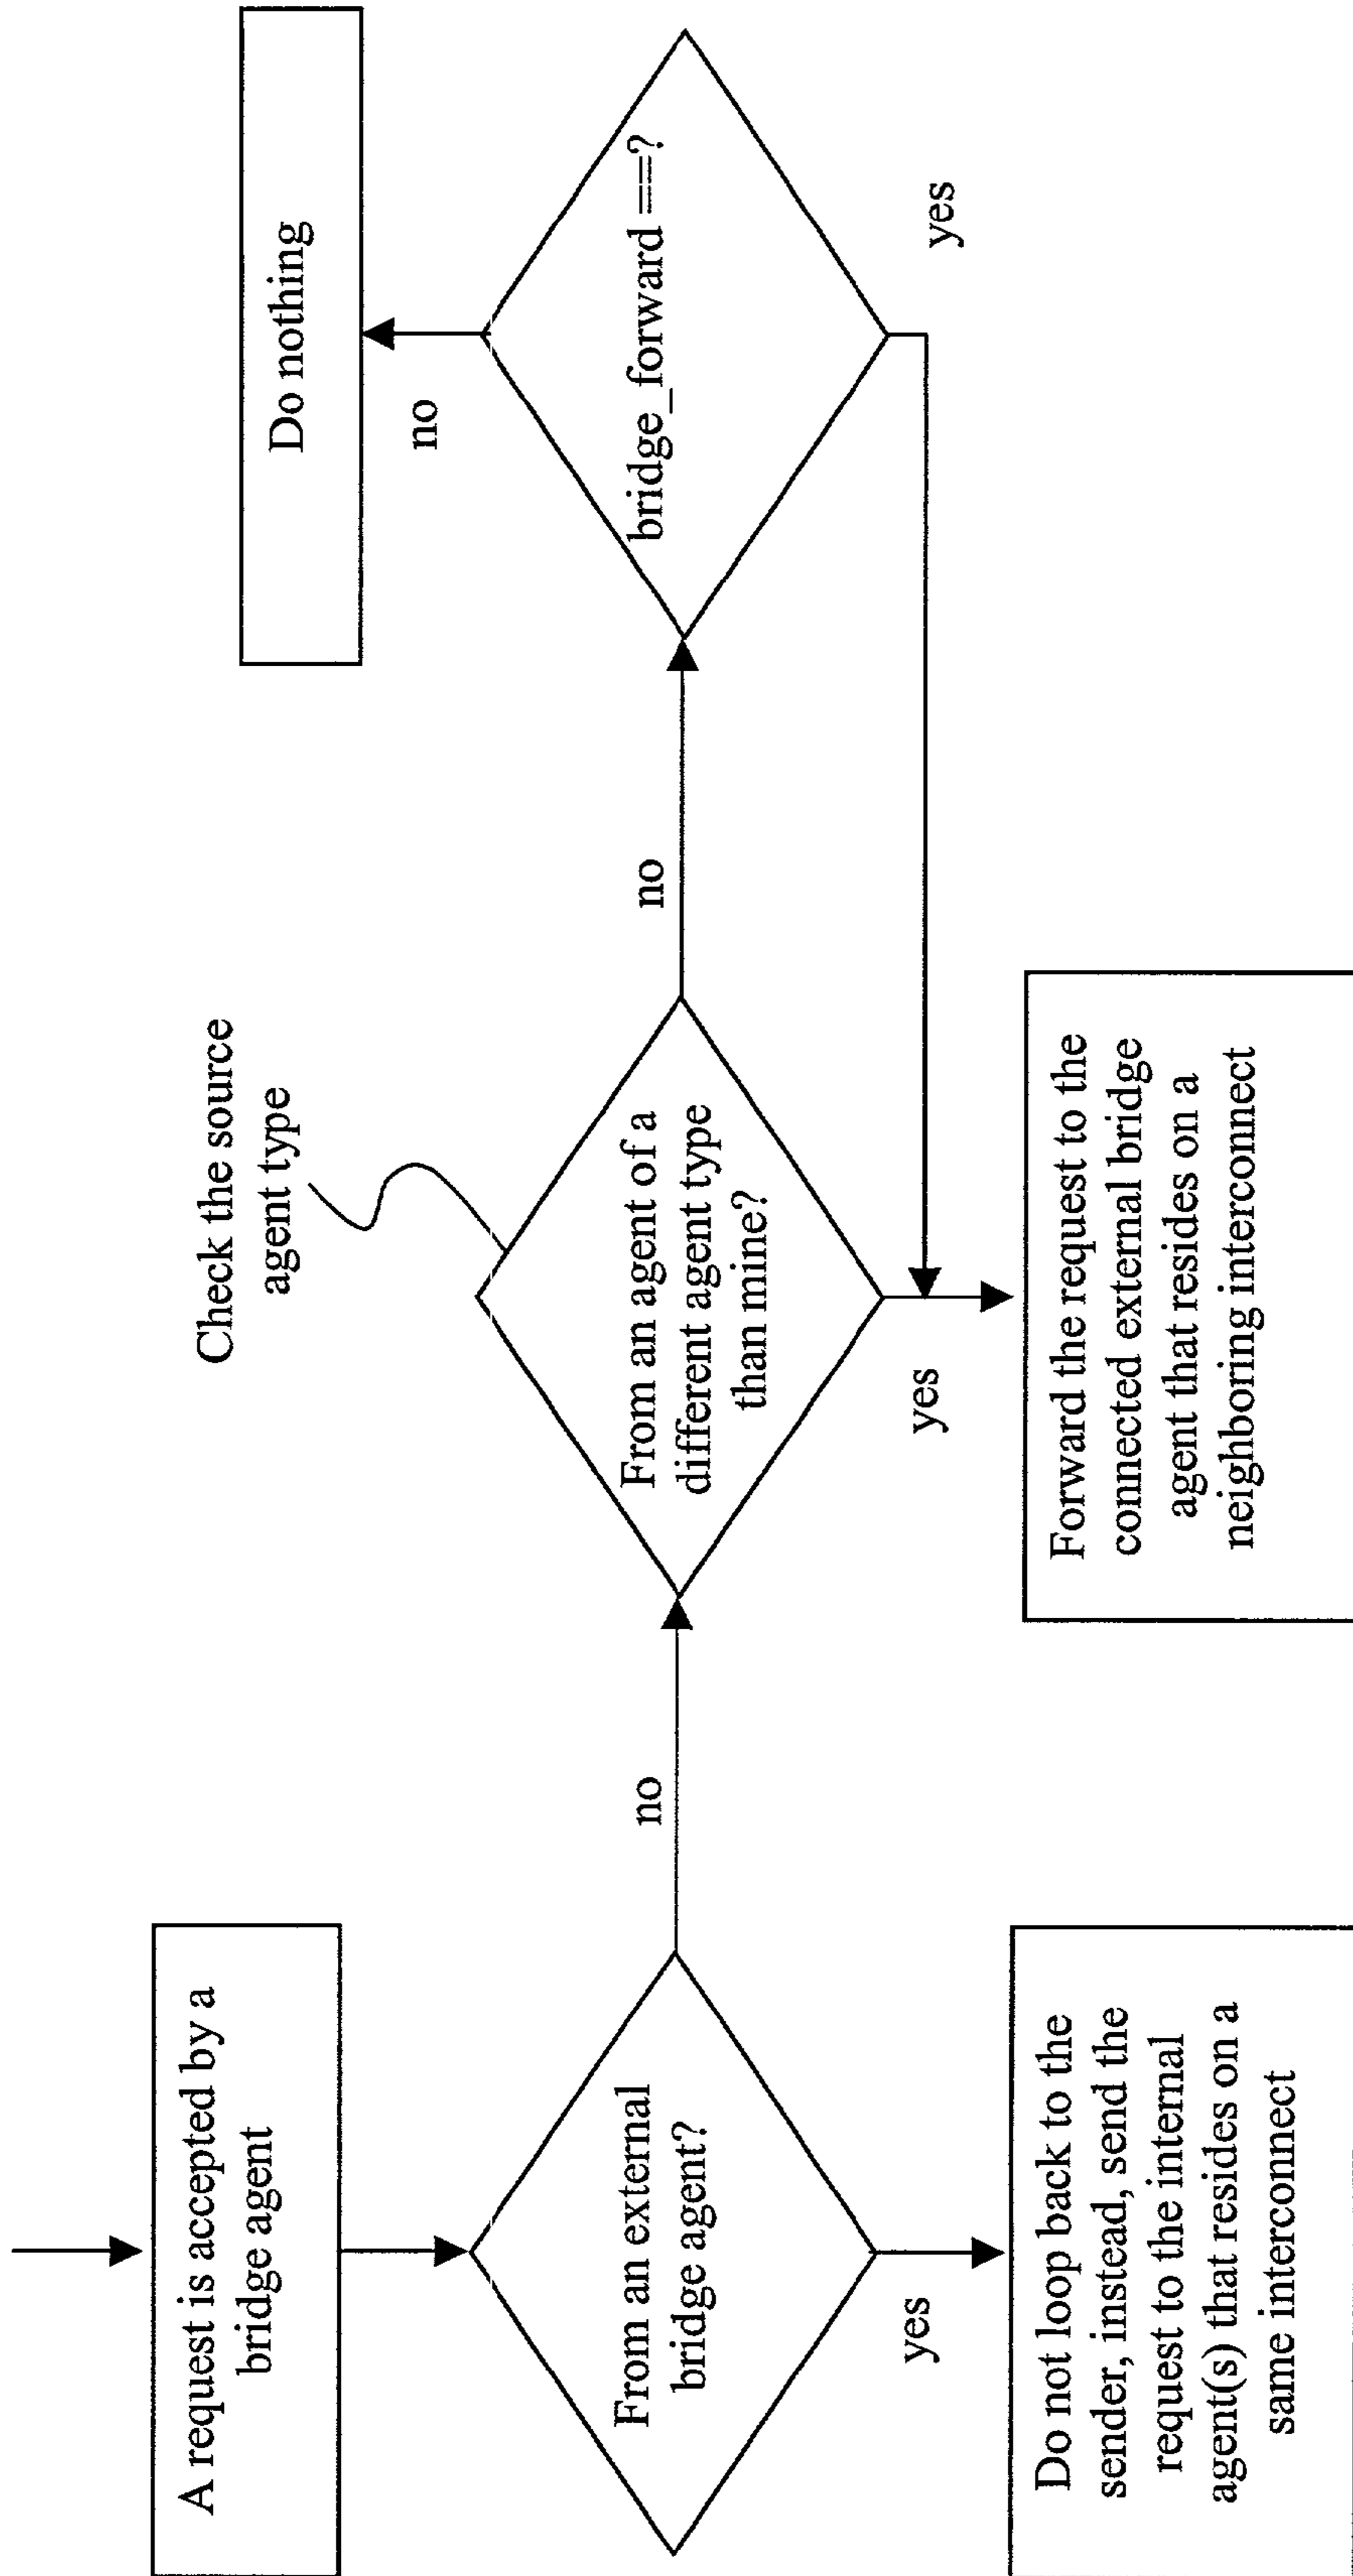 A request is accepted by a
bridge agent
From an external
bridge agent?
yes
Do not loop back to the
sender, instead, send the
request to the internal
agent(s) that resides on a
same interconnect
no
Check the source
agent type
From an agent of a
different agent type
than mine?
yes
Forward the request to the
connected external bridge
agent that resides on a
neighboring interconnect
no
bridge_forward ==?
no
Do nothing
yes